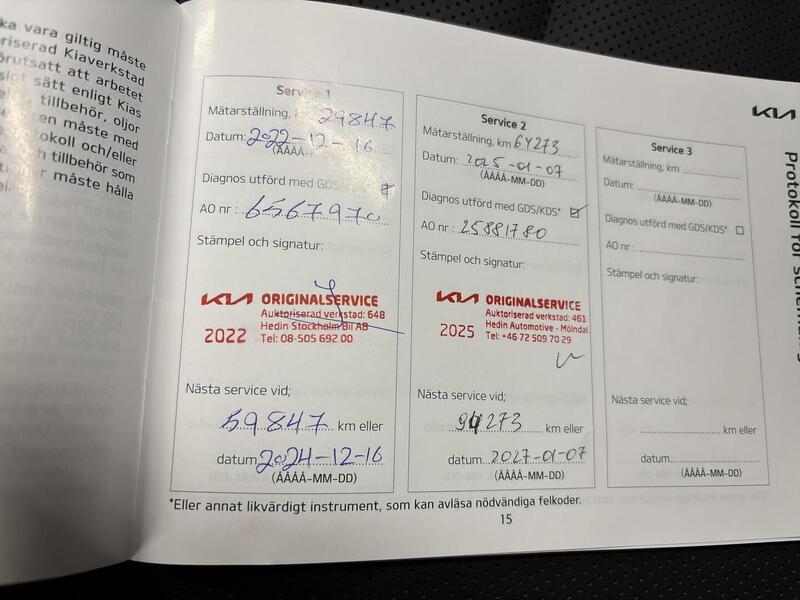 ka vara giltig måste
riserad Kiaverkstad
örutsatt att arbetet
sätt enligt Kias
tillbehör, oljor
en måste med
okoll och/eller
h tillbehör som
r måste hålla
Service 1
Mätarställning, km 29847
Datum: 2022-12-16
(ÅÅÅÅ-MM-DD)
Diagnos utförd med GDS/KDS*
AO nr: 6567970
Stämpel och signatur:
KIA ORIGINALSERVICE
Auktoriserad verkstad: 648
Hedin Stockholm Bil AB
2022 Tel: 08-505 692 00
Nästa service vid;
59847 km eller
datum 2024-12-16
(ÅÅÅÅ-MM-DD)
Service 2
Mätarställning, km 64273
Datum: 2025-01-07
(ÅÅÅÅ-MM-DD)
Diagnos utförd med GDS/KDS*
AO nr: 25881780
Stämpel och signatur:
KIA ORIGINALSERVICE
Auktoriserad verkstad: 461
Hedin Automotive - Mölndal
2025 Tel: +46 72 509 70 29
Nästa service vid;
94273 km eller
datum 2027-01-07
(ÅÅÅÅ-MM-DD)
Service 3
Mätarställning, km
Datum:
(ÅÅÅÅ-MM-DD)
Diagnos utförd med GDS/KDS*
AO nr:
Stämpel och signatur:
Nästa service vid;
km eller
datum
(ÅÅÅÅ-MM-DD)
*Eller annat likvärdigt instrument, som kan avläsa nödvändiga felkoder.
15
KIA
Protokoll för